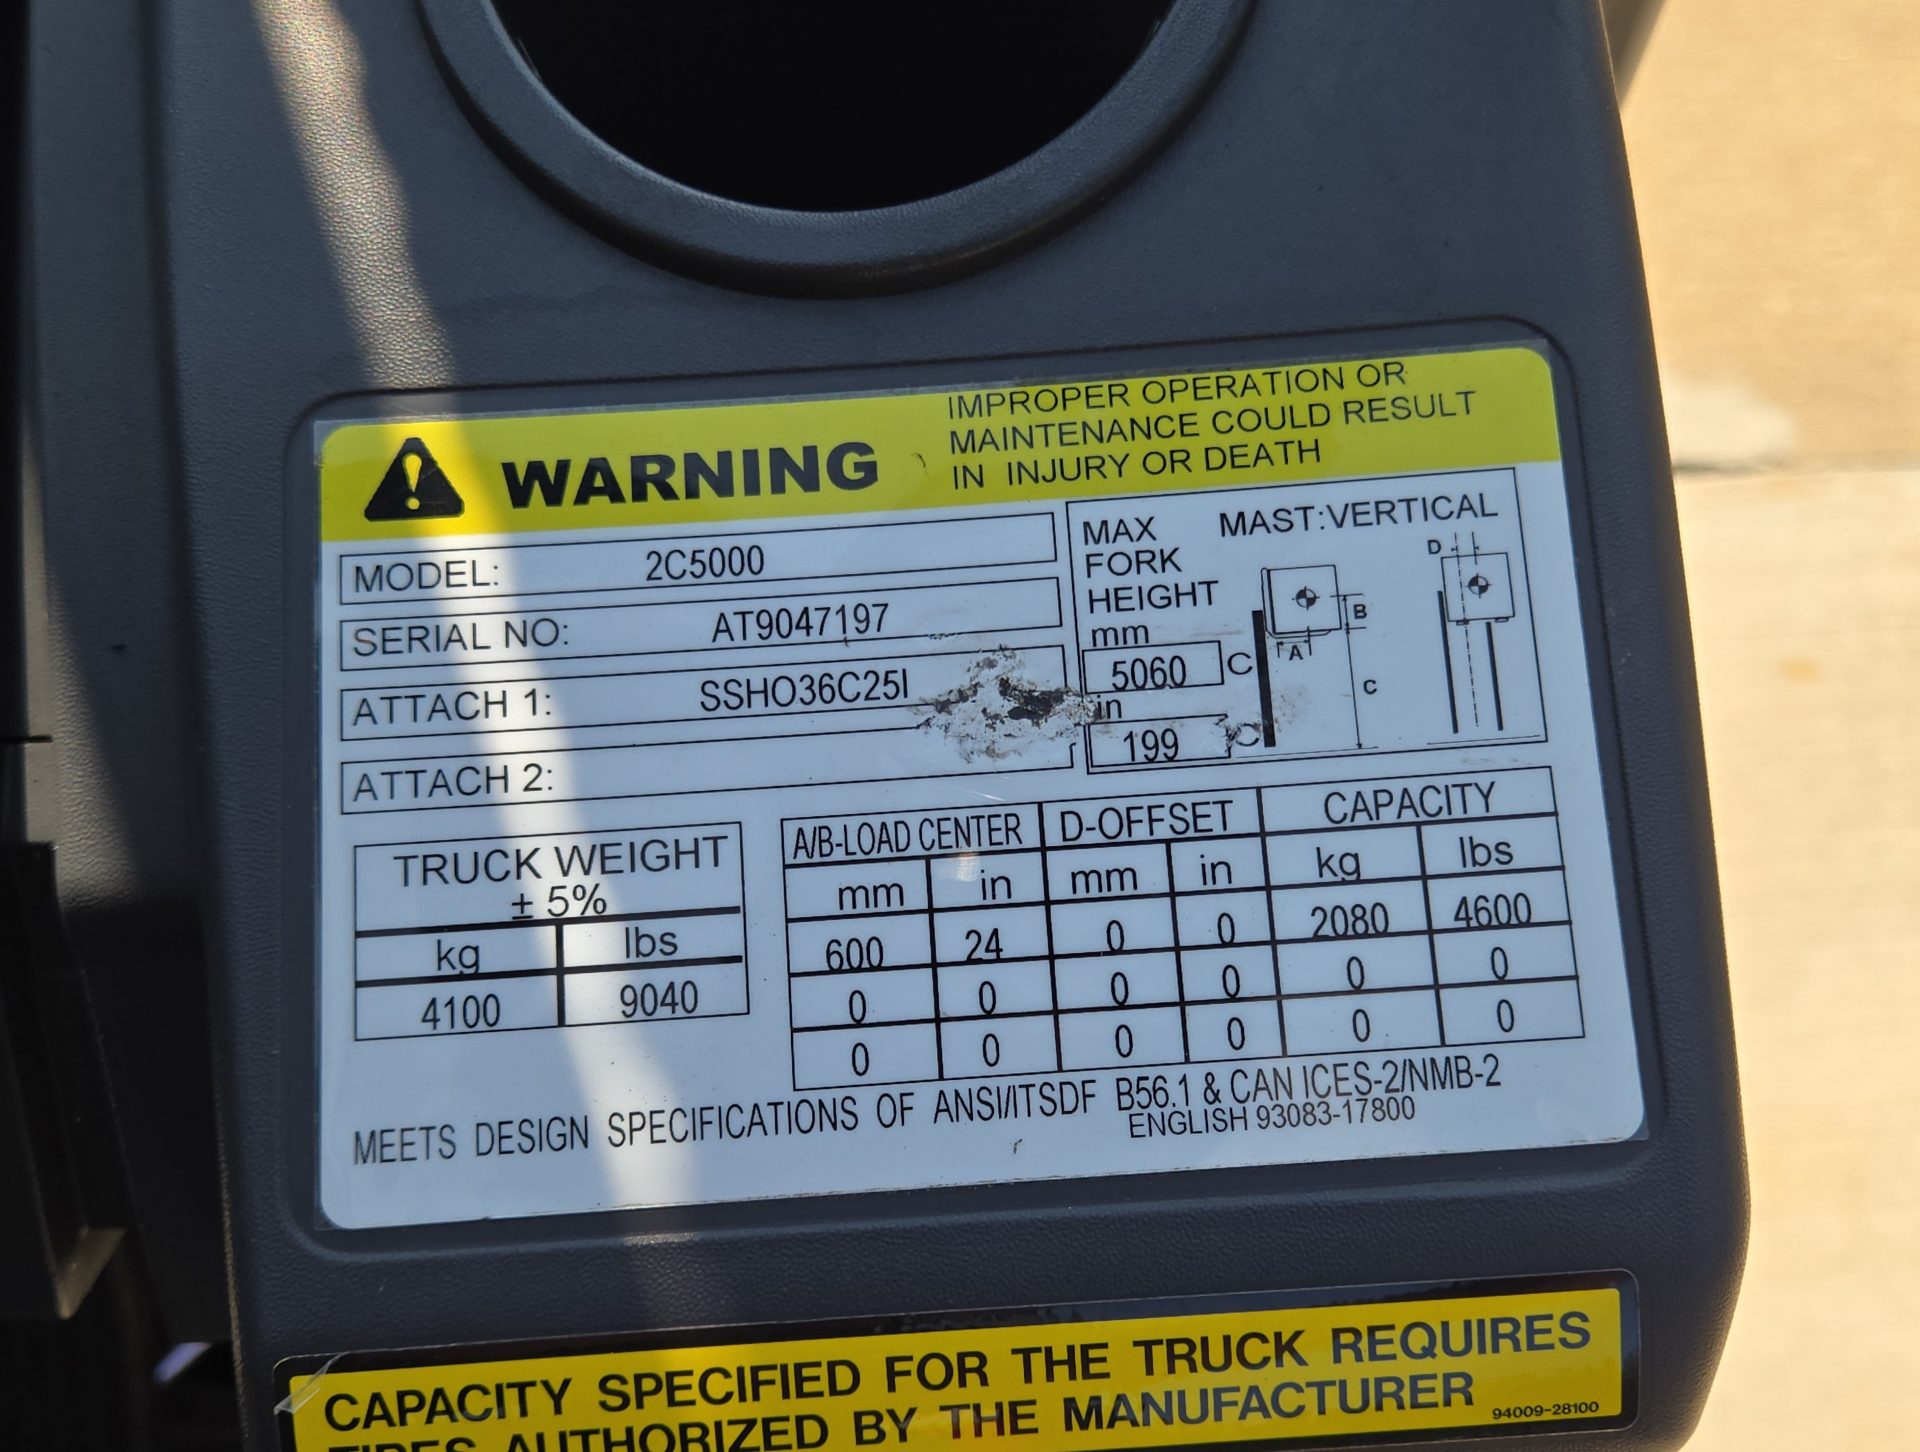 WARNING
IMPROPER OPERATION OR
MAINTENANCE COULD RESULT
IN INJURY OR DEATH
MODEL: 2C5000
SERIAL NO: AT9047197
ATTACH 1: SSHO36C25I
ATTACH 2:
MAX
FORK
HEIGHT
mm
5060 C
in
199 C
MAST:VERTICAL
D
B
A
C
TRUCK WEIGHT
± 5%
kg lbs
4100 9040
A/B-LOAD CENTER D-OFFSET CAPACITY
mm in mm in kg lbs
600 24 0 0 2080 4600
0 0 0 0 0 0
0 0 0 0 0 0
MEETS DESIGN SPECIFICATIONS OF ANSI/ITSDF B56.1 & CAN ICES-2/NMB-2
ENGLISH 93083-17800
CAPACITY SPECIFIED FOR THE TRUCK REQUIRES
TIRES AUTHORIZED BY THE MANUFACTURER
94009-28100